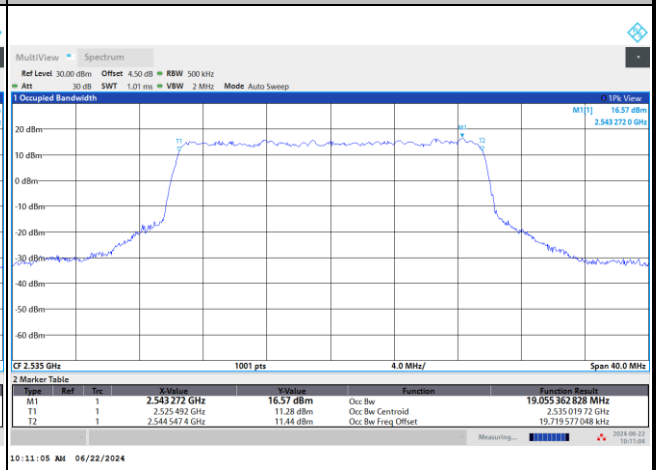 MultiView Spectrum
Ref Level 30.00 dBm Offset 4.50 dB RBW 500 kHz
Att 30 dB SWT 1.01 ms VBW 2 MHz Mode Auto Sweep
1 Occupied Bandwidth 1Pk View
M1[1] 16.57 dBm
2.543 272 0 GHz
M1
20 dBm
T1 T2
10 dBm
0 dBm
-10 dBm
-20 dBm
-30 dBm
-40 dBm
-50 dBm
-60 dBm
CF 2.535 GHz 1001 pts 4.0 MHz/ Span 40.0 MHz
2 Marker Table
Type Ref Trc X-Value Y-Value Function Function Result
M1 1 2.543 272 GHz 16.57 dBm Occ Bw 19.055 362 828 MHz
T1 1 2.525 492 GHz 11.28 dBm Occ Bw Centroid 2.535 019 72 GHz
T2 1 2.544 547 4 GHz 11.44 dBm Occ Bw Freq Offset 19.719 577 048 kHz
Measuring... 2024-06-22
10:11:04
10:11:05 AM 06/22/2024